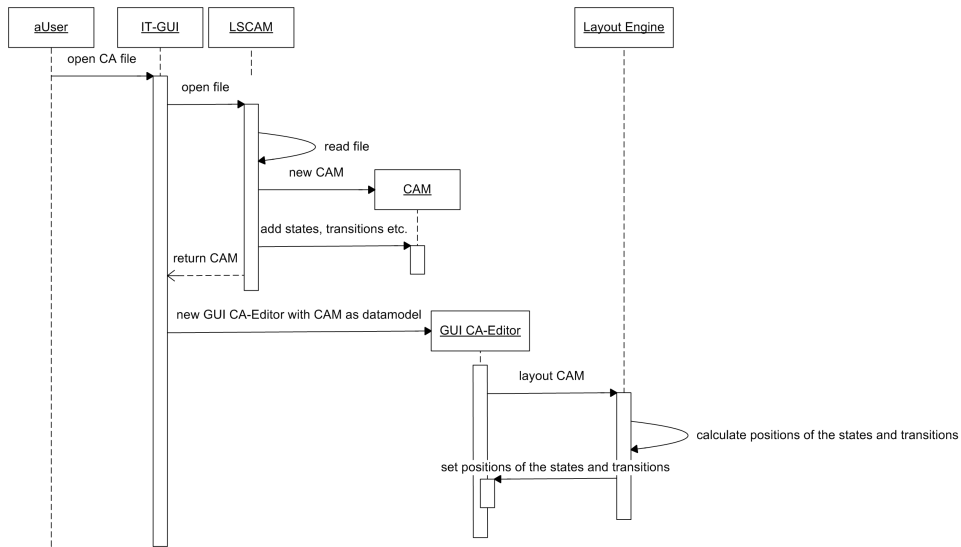 aUser
IT-GUI
LSCAM
Layout Engine
open CA file
open file
read file
new CAM
CAM
add states, transitions etc.
return CAM
new GUI CA-Editor with CAM as datamodel
GUI CA-Editor
layout CAM
calculate positions of the states and transitions
set positions of the states and transitions